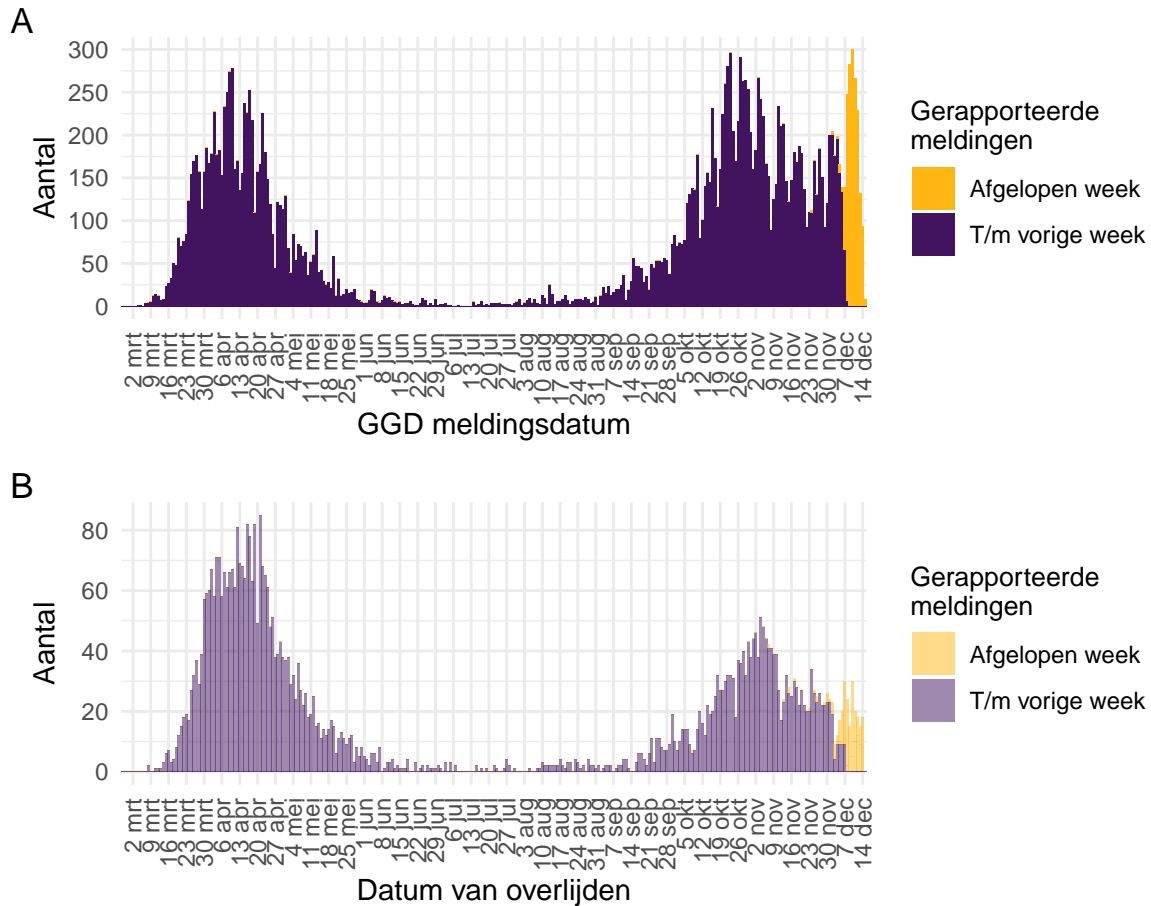 A
300
250
200
150
100
50
0
Aantal
2 mrt
9 mrt
16 mrt
23 mrt
30 mrt
6 apr
13 apr
20 apr
27 apr
4 mei
11 mei
18 mei
25 mei
1 jun
8 jun
15 jun
22 jun
29 jun
6 jul
13 jul
20 jul
27 jul
3 aug
10 aug
17 aug
24 aug
31 aug
7 sep
14 sep
21 sep
28 sep
5 okt
12 okt
19 okt
26 okt
2 nov
9 nov
16 nov
23 nov
30 nov
7 dec
14 dec
GGD meldingsdatum
Gerapporteerde
meldingen
Afgelopen week
T/m vorige week
B
80
60
40
20
0
Aantal
2 mrt
9 mrt
16 mrt
23 mrt
30 mrt
6 apr
13 apr
20 apr
27 apr
4 mei
11 mei
18 mei
25 mei
1 jun
8 jun
15 jun
22 jun
29 jun
6 jul
13 jul
20 jul
27 jul
3 aug
10 aug
17 aug
24 aug
31 aug
7 sep
14 sep
21 sep
28 sep
5 okt
12 okt
19 okt
26 okt
2 nov
9 nov
16 nov
23 nov
30 nov
7 dec
14 dec
Datum van overlijden
Gerapporteerde
meldingen
Afgelopen week
T/m vorige week